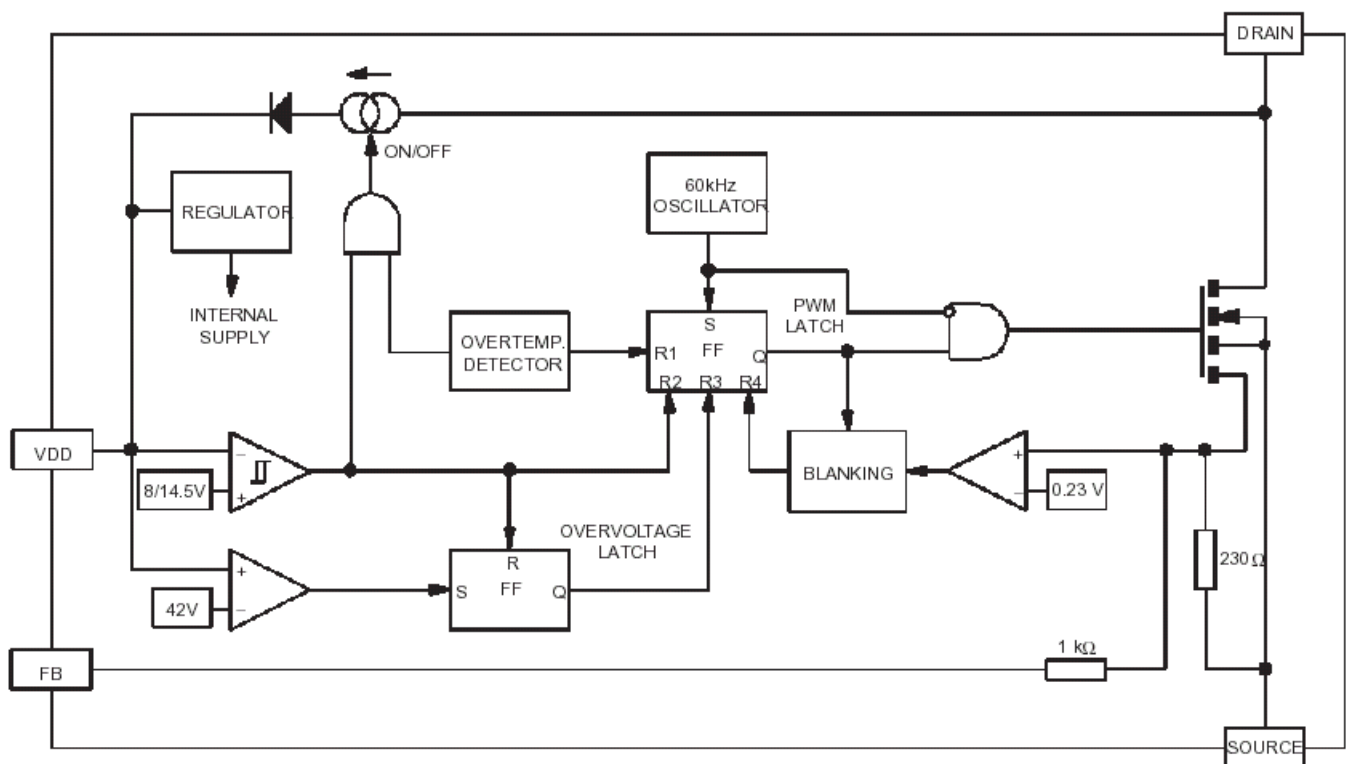 DRAIN
ON/OFF
60kHz
OSCILLATOR
REGULATOR
INTERNAL
SUPPLY
PWM
LATCH
OVERTEMP.
DETECTOR
S
R1
FF
Q
R2
R3
R4
VDD
8/14.5V
-
+
BLANKING
+
-
0.23 V
OVERVOLTAGE
LATCH
R
S
FF
Q
230 Ω
+
-
42V
FB
1 kΩ
SOURCE